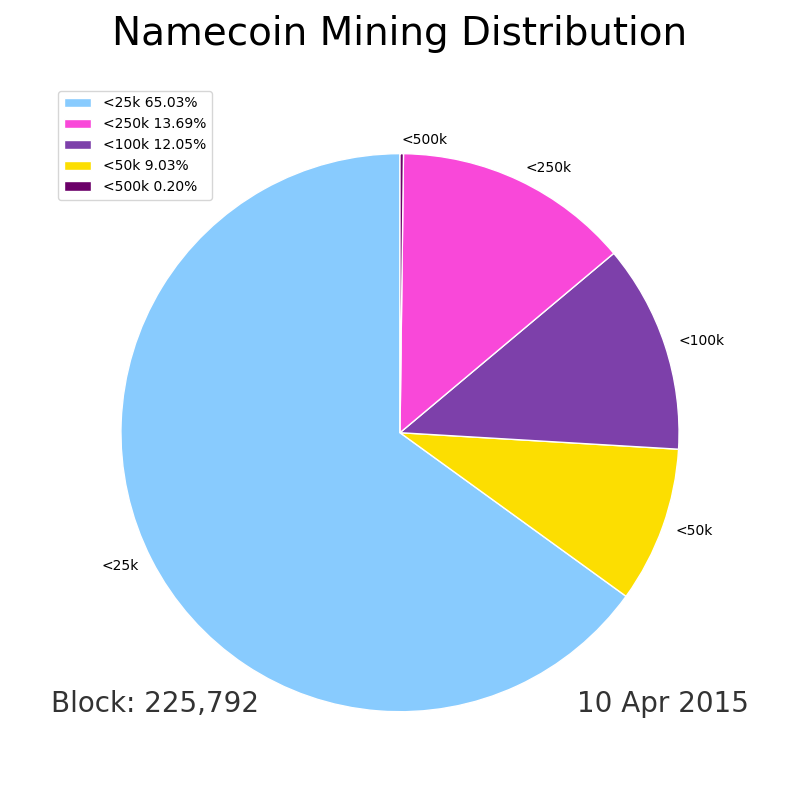 Namecoin Mining Distribution
<25k 65.03%
<250k 13.69%
<100k 12.05%
<50k 9.03%
<500k 0.20%
<500k
<250k
<100k
<50k
<25k
Block: 225,792
10 Apr 2015